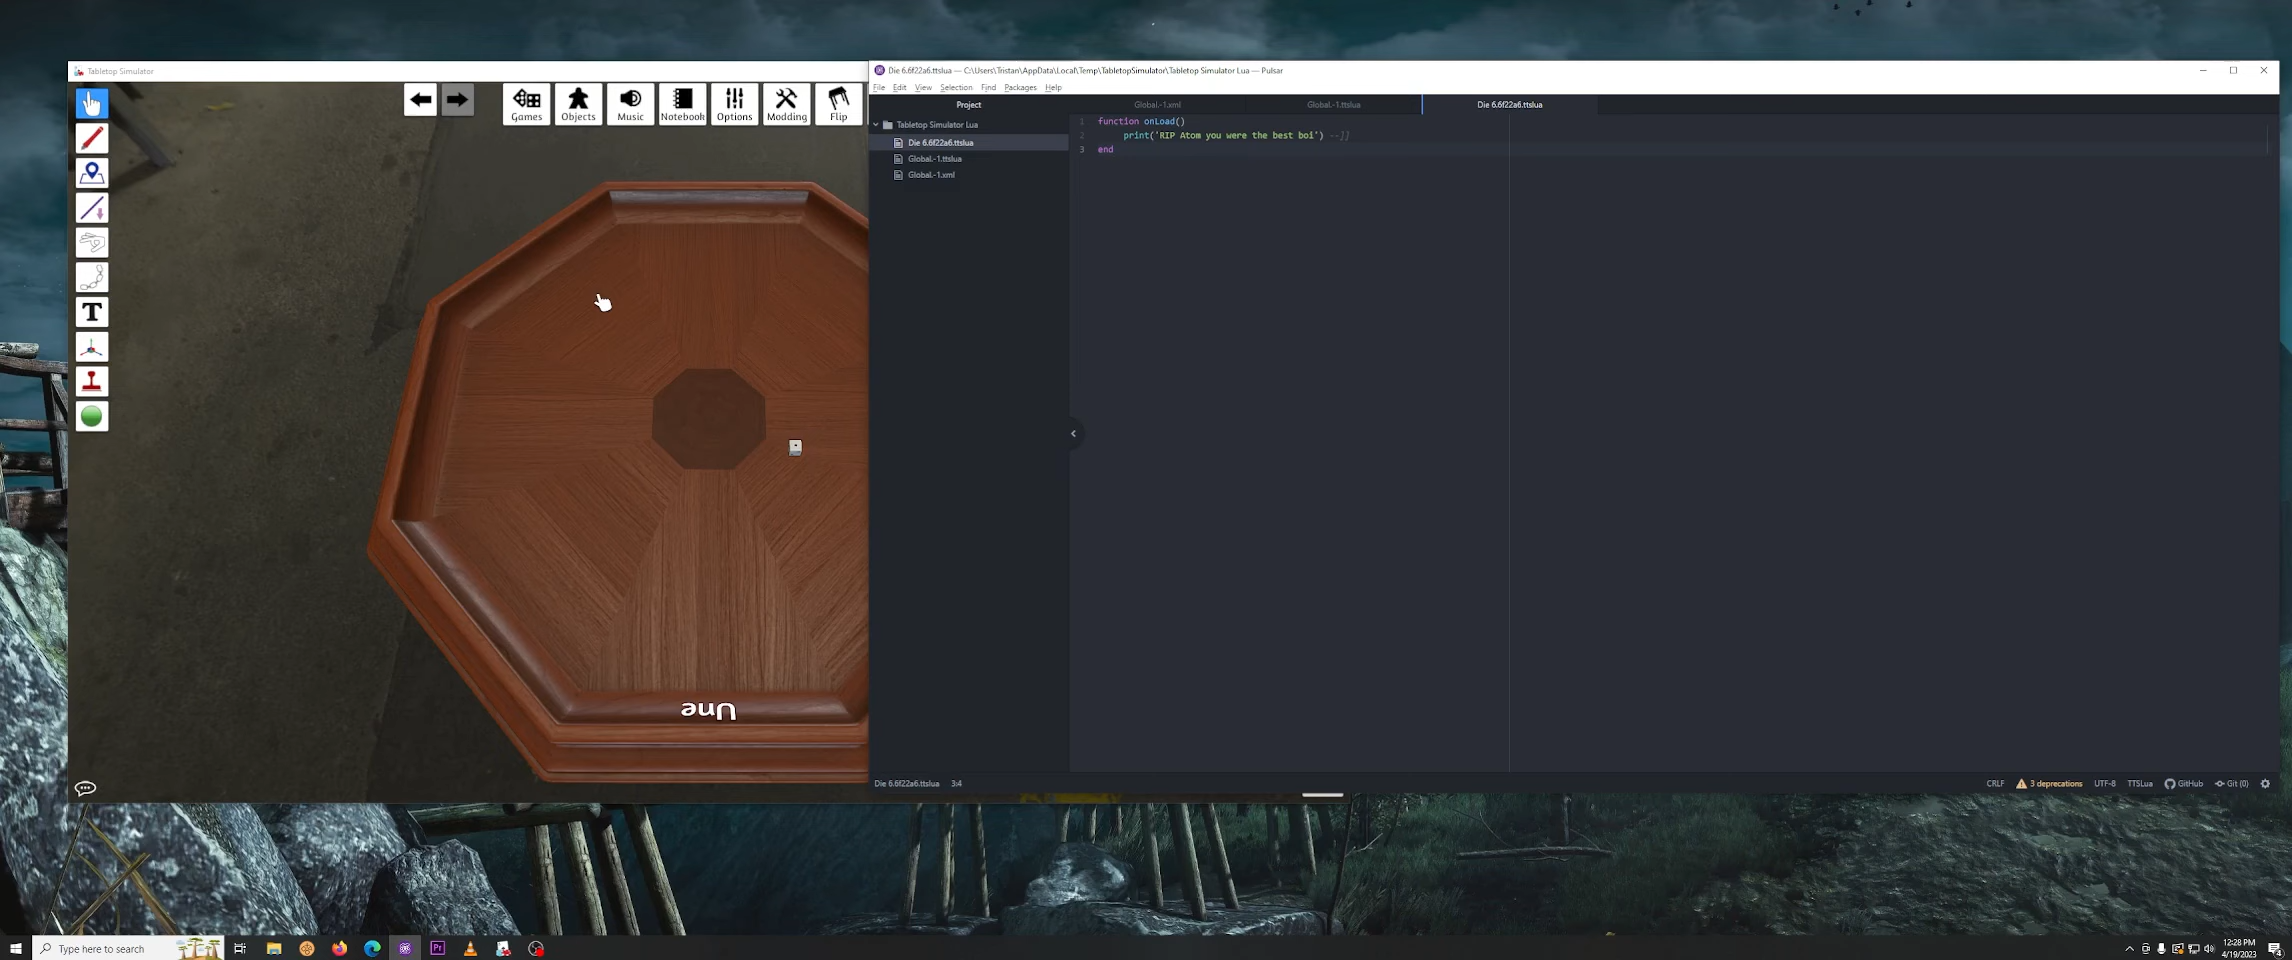 Tabletop Simulator
Games
Objects
Music
Notebook
Options
Modding
Flip
Une
Die 6.6f22a6.ttslua — C:\Users\Tristan\AppData\Local\Temp\TabletopSimulator\Tabletop Simulator Lua — Pulsar
File Edit View Selection Find Packages Help
Project
Global.-1.xml
Global.-1.ttslua
Die 6.6f22a6.ttslua
Tabletop Simulator Lua
Die 6.6f22a6.ttslua
Global.-1.ttslua
Global.-1.xml
1 function onLoad()
2 print('RIP Atom you were the best boi') --]]
3 end
Die 6.6f22a6.ttslua 3:4
CRLF 3 deprecations UTF-8 TTSLua GitHub Git (0)
Type here to search
Pr
12:28 PM
4/19/2023